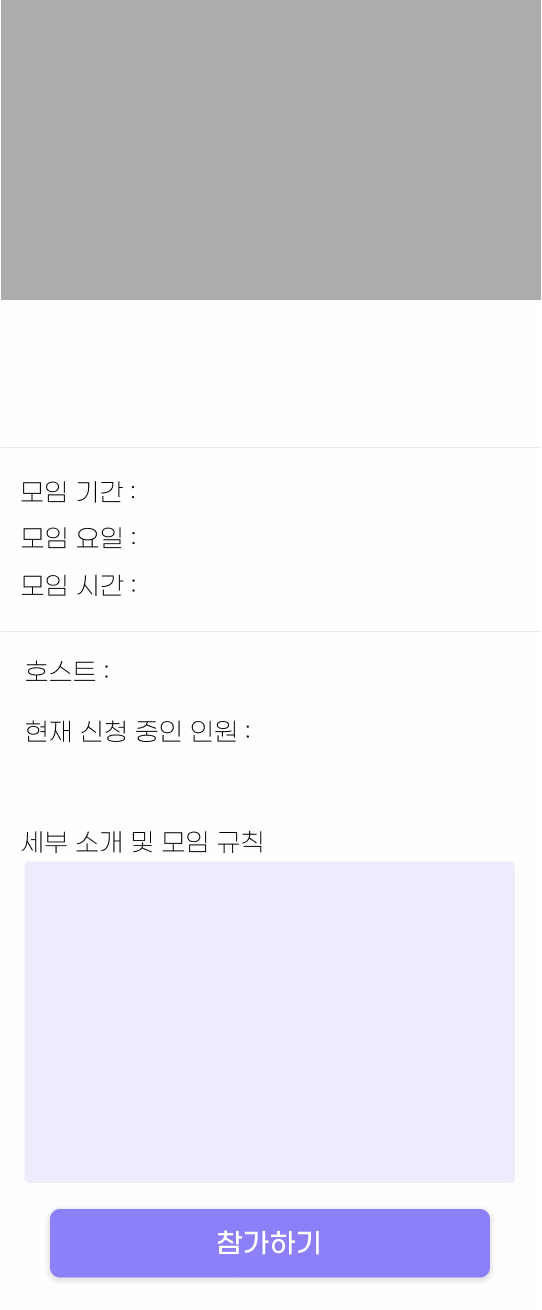 모임 기간 :
모임 요일 :
모임 시간 :
호스트 :
현재 신청 중인 인원 :
세부 소개 및 모임 규칙
참가하기